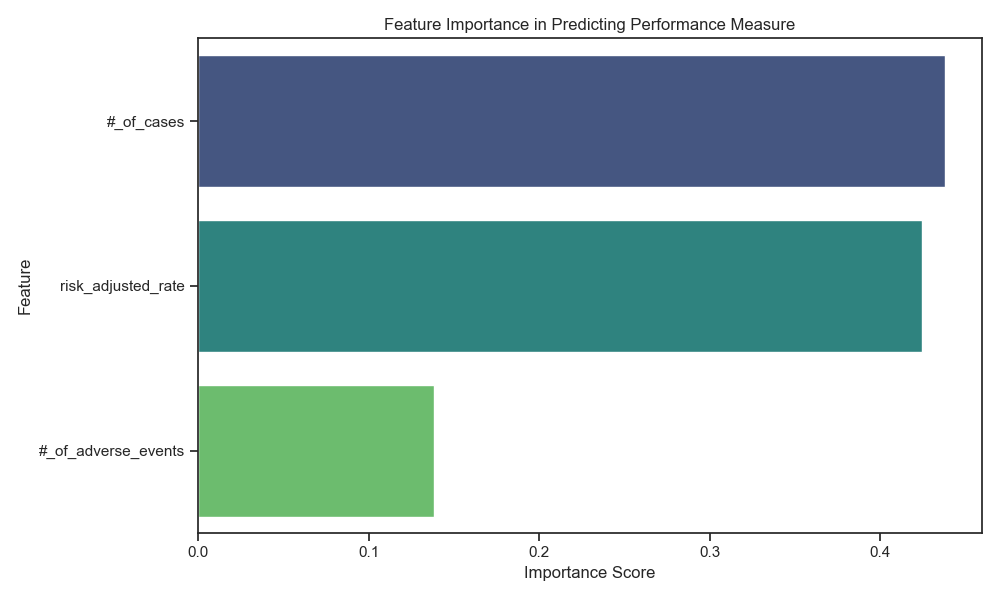 Feature Importance in Predicting Performance Measure
#_of_cases
risk_adjusted_rate
#_of_adverse_events
Feature
0.0 0.1 0.2 0.3 0.4
Importance Score